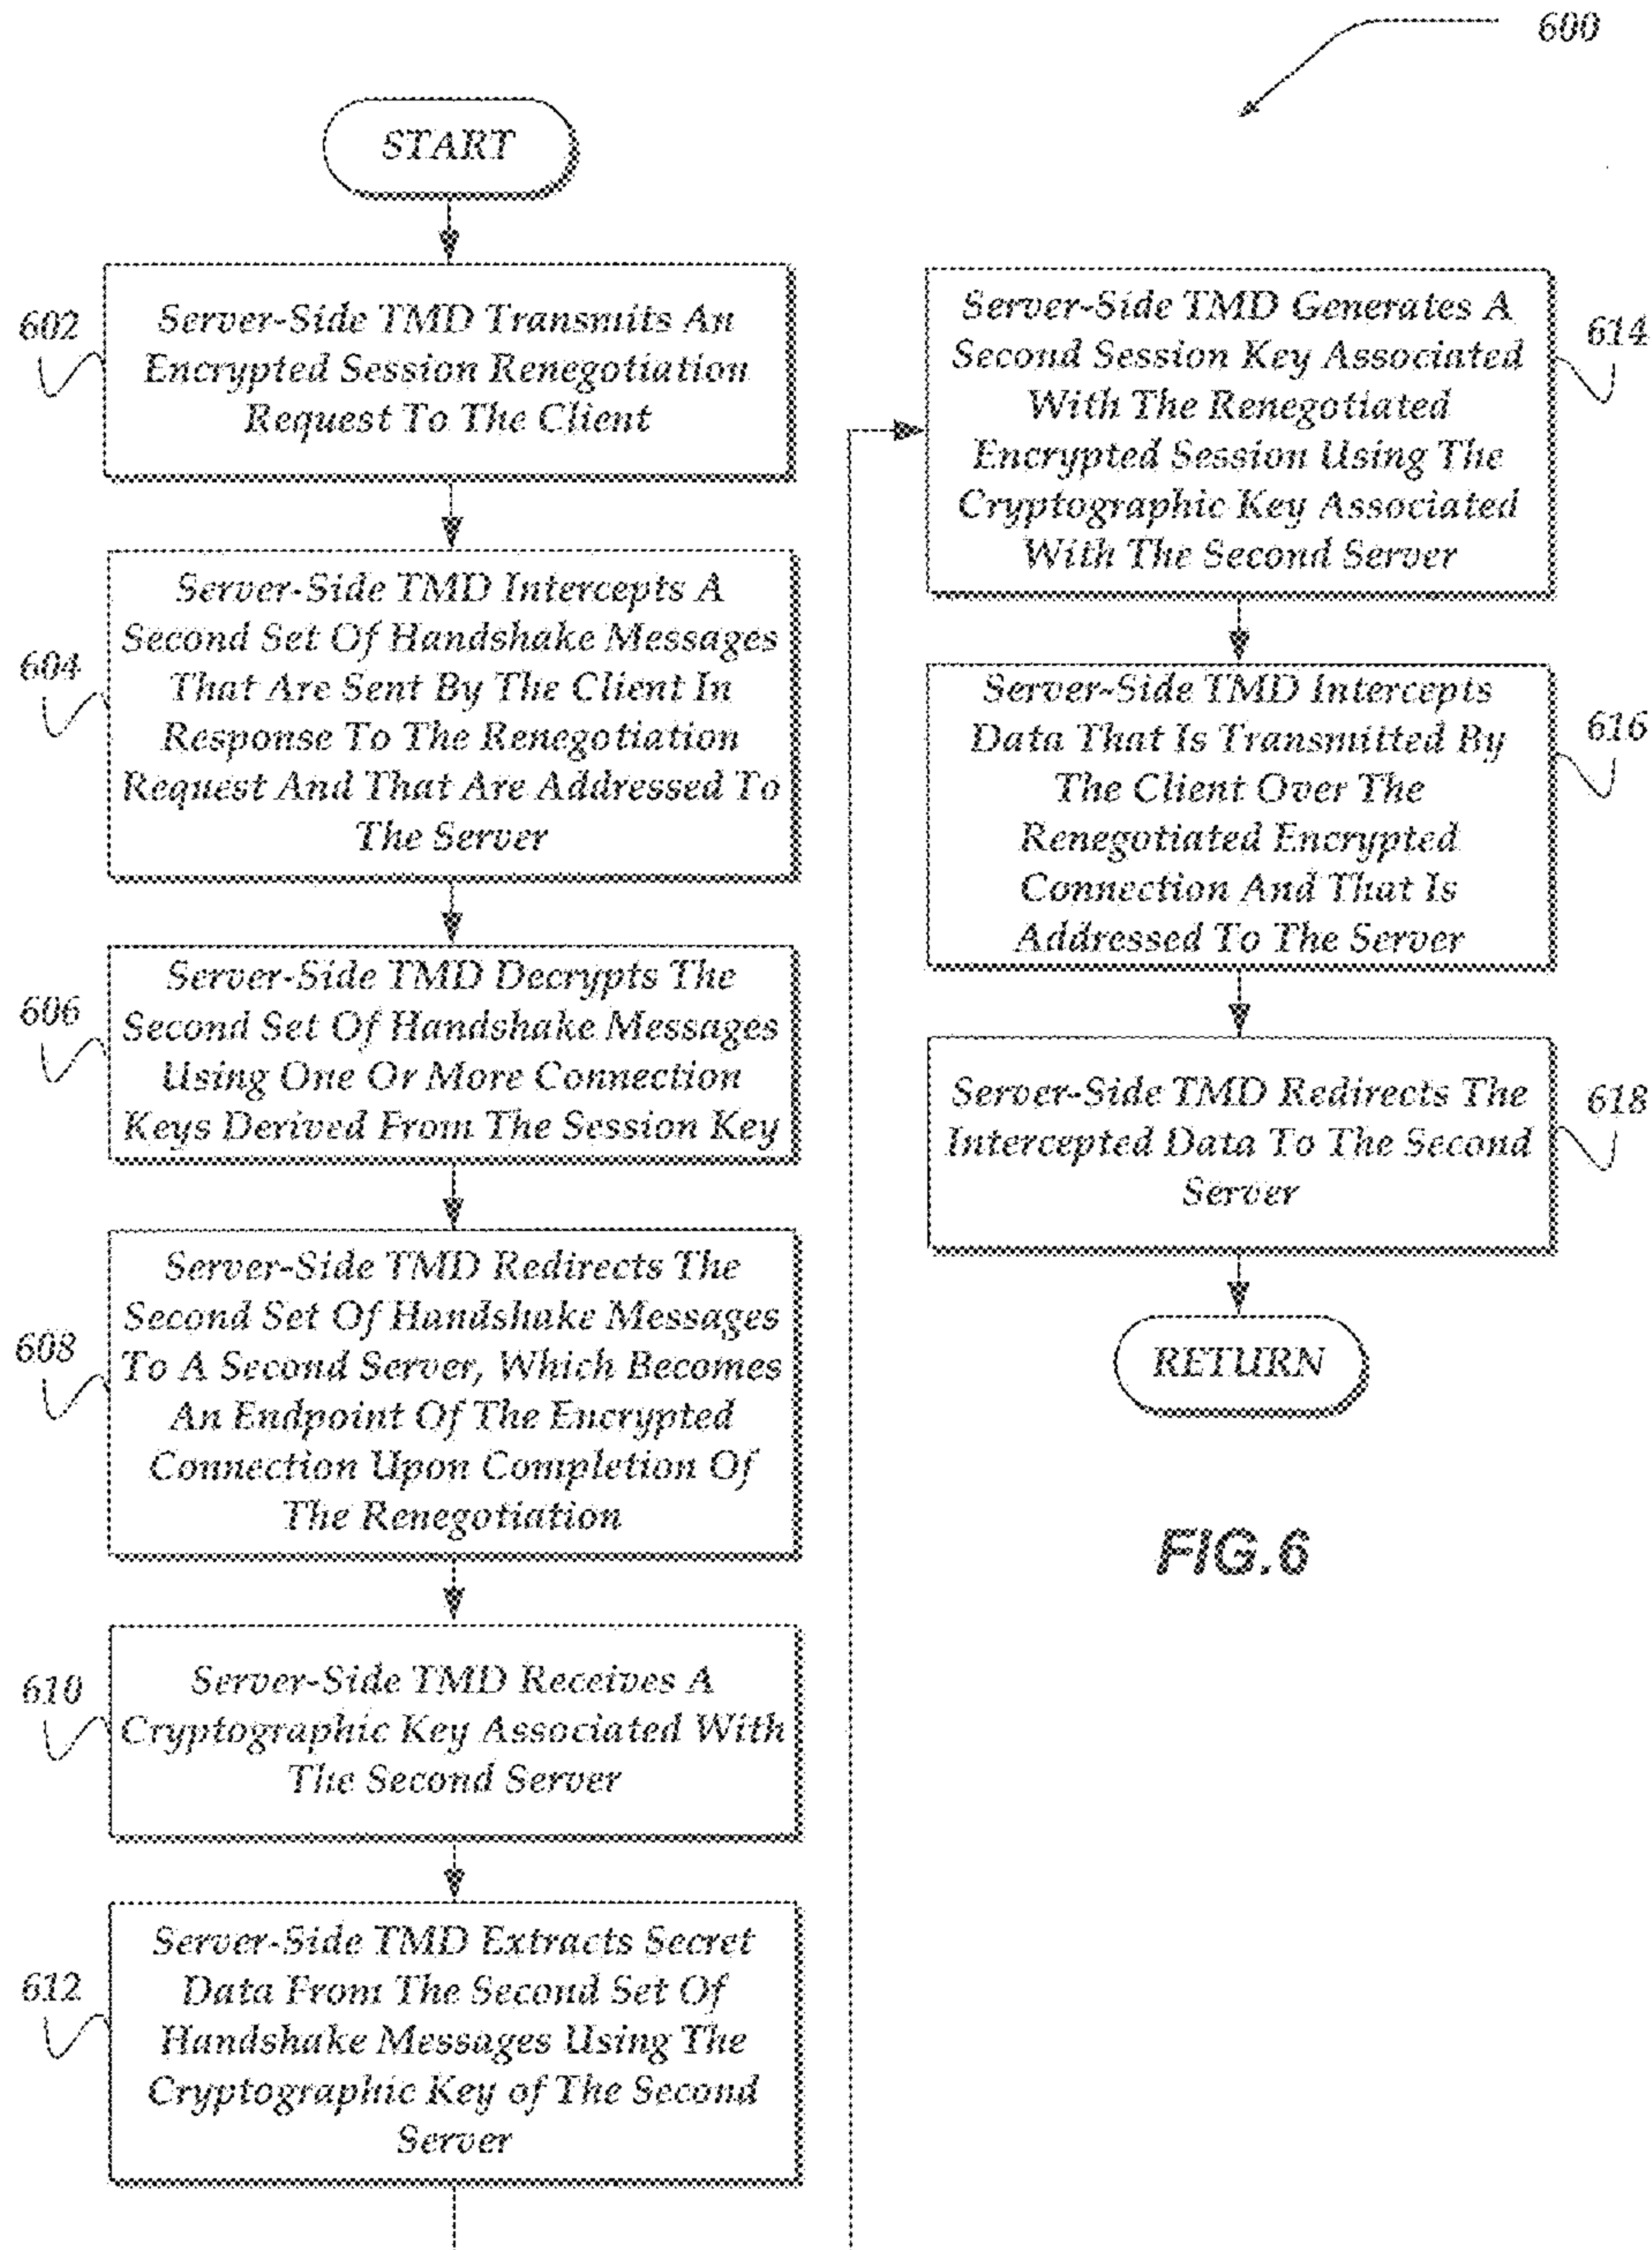 600
START
602
Server-Side TMD Transmits An
Encrypted Session Renegotiation
Request To The Client
604
Server-Side TMD Intercepts A
Second Set Of Handshake Messages
That Are Sent By The Client In
Response To The Renegotiation
Request And That Are Addressed To
The Server
606
Server-Side TMD Decrypts The
Second Set Of Handshake Messages
Using One Or More Connection
Keys Derived From The Session Key
608
Server-Side TMD Redirects The
Second Set Of Handshake Messages
To A Second Server, Which Becomes
An Endpoint Of The Encrypted
Connection Upon Completion Of
The Renegotiation
610
Server-Side TMD Receives A
Cryptographic Key Associated With
The Second Server
612
Server-Side TMD Extracts Secret
Data From The Second Set Of
Handshake Messages Using The
Cryptographic Key of The Second
Server
614
Server-Side TMD Generates A
Second Session Key Associated
With The Renegotiated
Encrypted Session Using The
Cryptographic Key Associated
With The Second Server
616
Server-Side TMD Intercepts
Data That Is Transmitted By
The Client Over The
Renegotiated Encrypted
Connection And That Is
Addressed To The Server
618
Server-Side TMD Redirects The
Intercepted Data To The Second
Server
RETURN
FIG.6